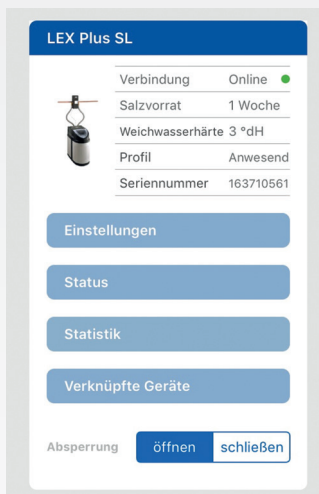 LEX Plus SL
Verbindung Online
Salzvorrat 1 Woche
Weichwasserhärte 3 °dH
Profil Anwesend
Seriennummer 163710561
Einstellungen
Status
Statistik
Verknüpfte Geräte
Absperrung öffnen schließen